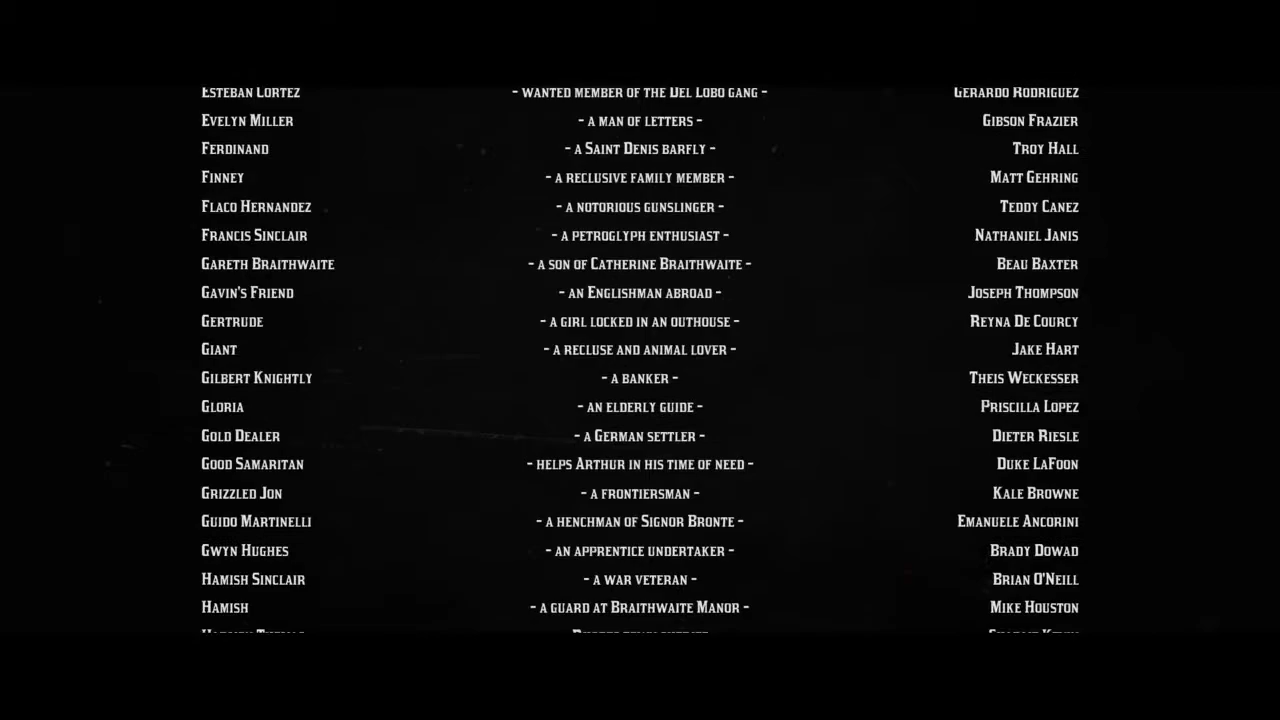 Esteban Cortez - wanted member of the Del Lobo gang - Gerardo Rodriguez
Evelyn Miller - a man of letters - Gibson Frazier
Ferdinand - a Saint Denis barfly - Troy Hall
Finney - a reclusive family member - Matt Gehring
Flaco Hernandez - a notorious gunslinger - Teddy Canez
Francis Sinclair - a petroglyph enthusiast - Nathaniel Janis
Gareth Braithwaite - a son of Catherine Braithwaite - Beau Baxter
Gavin's Friend - an Englishman abroad - Joseph Thompson
Gertrude - a girl locked in an outhouse - Reyna De Courcy
Giant - a recluse and animal lover - Jake Hart
Gilbert Knightly - a banker - Theis Weckesser
Gloria - an elderly guide - Priscilla Lopez
Gold Dealer - a German settler - Dieter Riesle
Good Samaritan - helps Arthur in his time of need - Duke LaFoon
Grizzled Jon - a frontiersman - Kale Browne
Guido Martinelli - a henchman of Signor Bronte - Emanuele Ancorini
Gwyn Hughes - an apprentice undertaker - Brady Dowad
Hamish Sinclair - a war veteran - Brian O'Neill
Hamish - a guard at Braithwaite Manor - Mike Houston